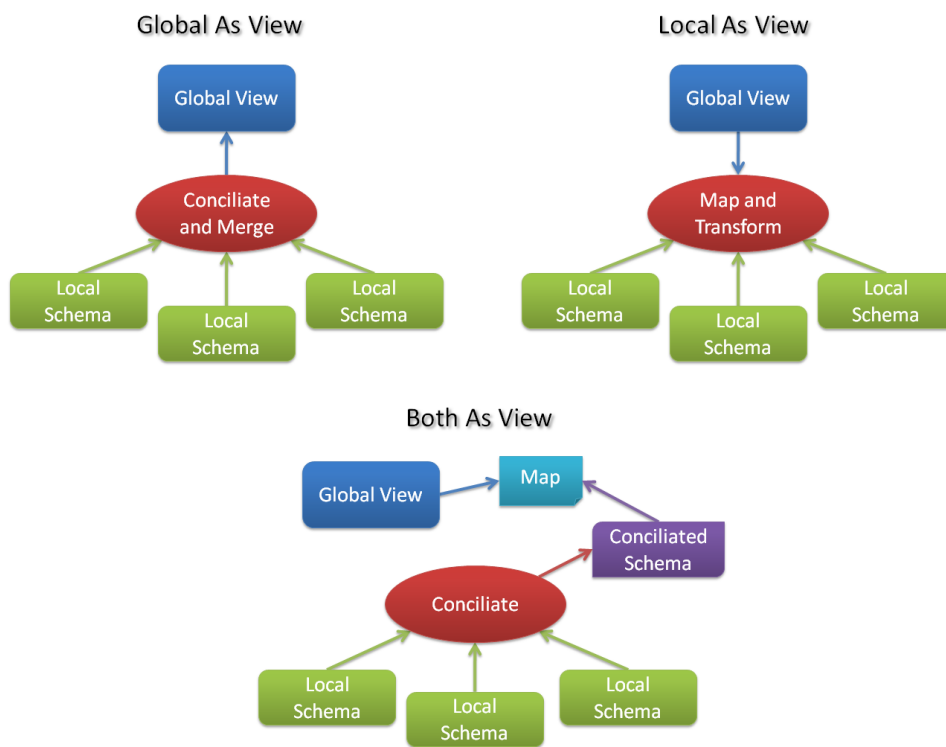 Global As View
Local As View
Global View
Global View
Conciliate
and Merge
Map and
Transform
Local
Schema
Local
Schema
Local
Schema
Local
Schema
Local
Schema
Local
Schema
Both As View
Global View
Map
Conciliated
Schema
Conciliate
Local
Schema
Local
Schema
Local
Schema